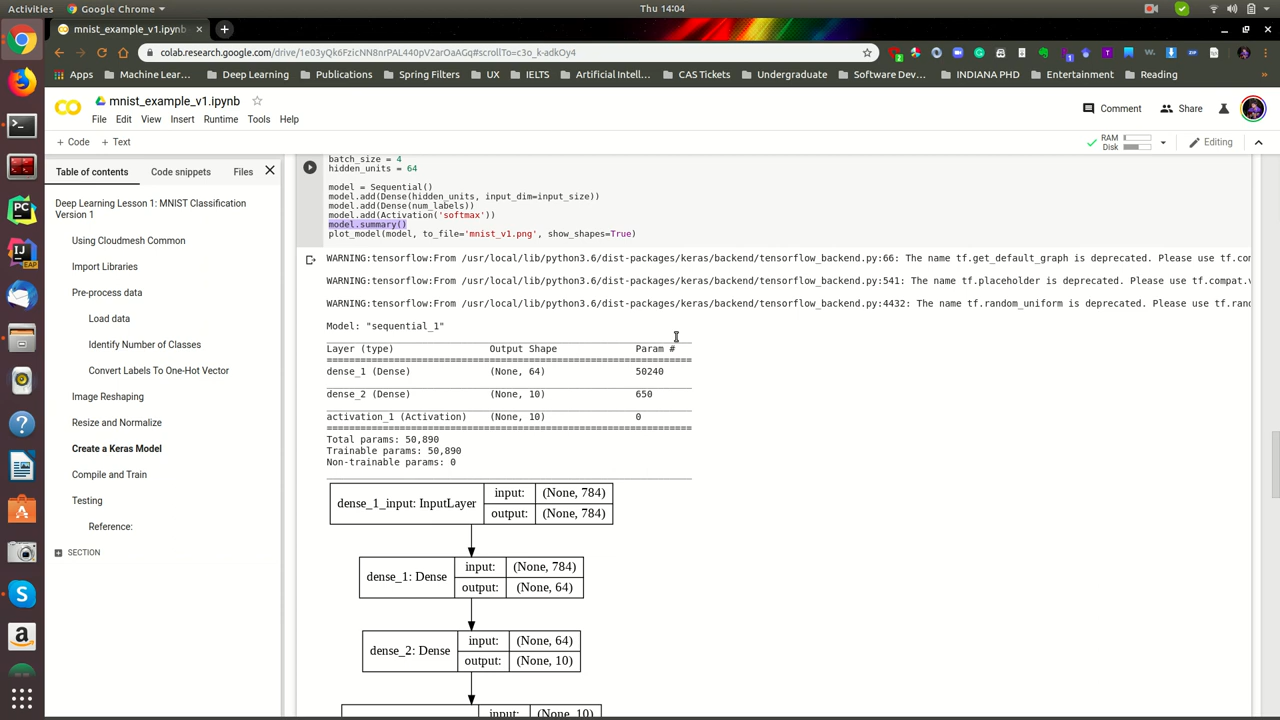 Activities
Google Chrome
Thu 14:04
mnist_example_v1.ipynb
colab.research.google.com/drive/1e03yQk6FzicNN8nrPAL440pV2arOaAGq#scrollTo=c3o_k-adkOy4
Apps
Machine Lear...
Deep Learning
Publications
Spring Filters
UX
IELTS
Artificial Intell...
CAS Tickets
Undergraduate
Software Dev...
INDIANA PHD
Entertainment
Reading
mnist_example_v1.ipynb
Comment
Share
File Edit View Insert Runtime Tools Help
+ Code + Text
RAM
Disk
Editing
Table of contents
Code snippets
Files
Deep Learning Lesson 1: MNIST Classification
Version 1
Using Cloudmesh Common
Import Libraries
Pre-process data
Load data
Identify Number of Classes
Convert Labels To One-Hot Vector
Image Reshaping
Resize and Normalize
Create a Keras Model
Compile and Train
Testing
Reference:
SECTION
batch_size = 4
hidden_units = 64
model = Sequential()
model.add(Dense(hidden_units, input_dim=input_size))
model.add(Dense(num_labels))
model.add(Activation('softmax'))
model.summary()
plot_model(model, to_file='mnist_v1.png', show_shapes=True)
WARNING:tensorflow:From /usr/local/lib/python3.6/dist-packages/keras/backend/tensorflow_backend.py:66: The name tf.get_default_graph is deprecated. Please use tf.com
WARNING:tensorflow:From /usr/local/lib/python3.6/dist-packages/keras/backend/tensorflow_backend.py:541: The name tf.placeholder is deprecated. Please use tf.compat.v
WARNING:tensorflow:From /usr/local/lib/python3.6/dist-packages/keras/backend/tensorflow_backend.py:4432: The name tf.random_uniform is deprecated. Please use tf.rand
Model: "sequential_1"
Layer (type) Output Shape Param #
dense_1 (Dense) (None, 64) 50240
dense_2 (Dense) (None, 10) 650
activation_1 (Activation) (None, 10) 0
Total params: 50,890
Trainable params: 50,890
Non-trainable params: 0
dense_1_input: InputLayer
input: (None, 784)
output: (None, 784)
dense_1: Dense
input: (None, 784)
output: (None, 64)
dense_2: Dense
input: (None, 64)
output: (None, 10)
input: (None, 10)